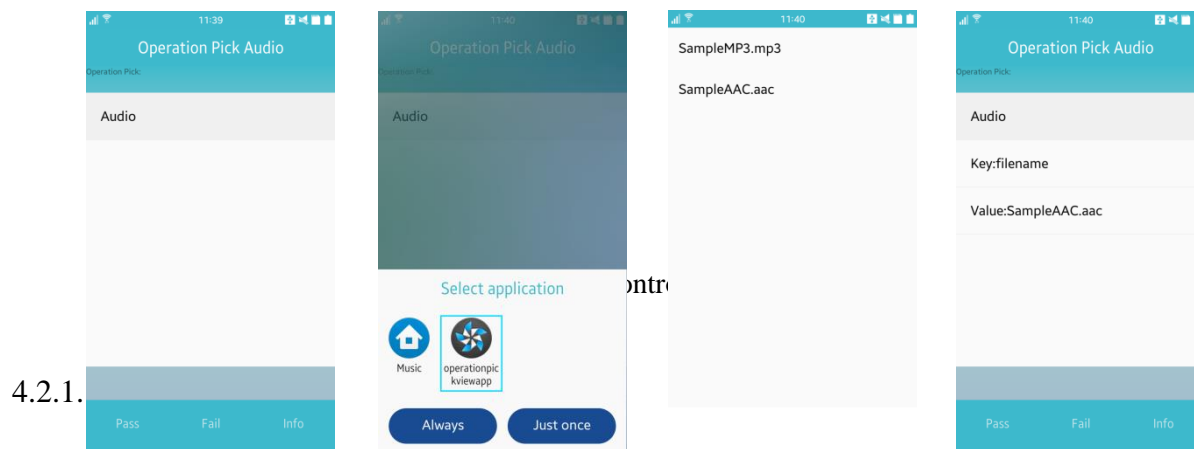 11:39
Operation Pick Audio
Operation Pick:
Audio
Pass Fail Info
11:40
Operation Pick Audio
Operation Pick:
Audio
Select application
Music
operationpic
kviewapp
Always Just once
11:40
SampleMP3.mp3
SampleAAC.aac
11:40
Operation Pick Audio
Operation Pick:
Audio
Key:filename
Value:SampleAAC.aac
Pass Fail Info
4.2.1.